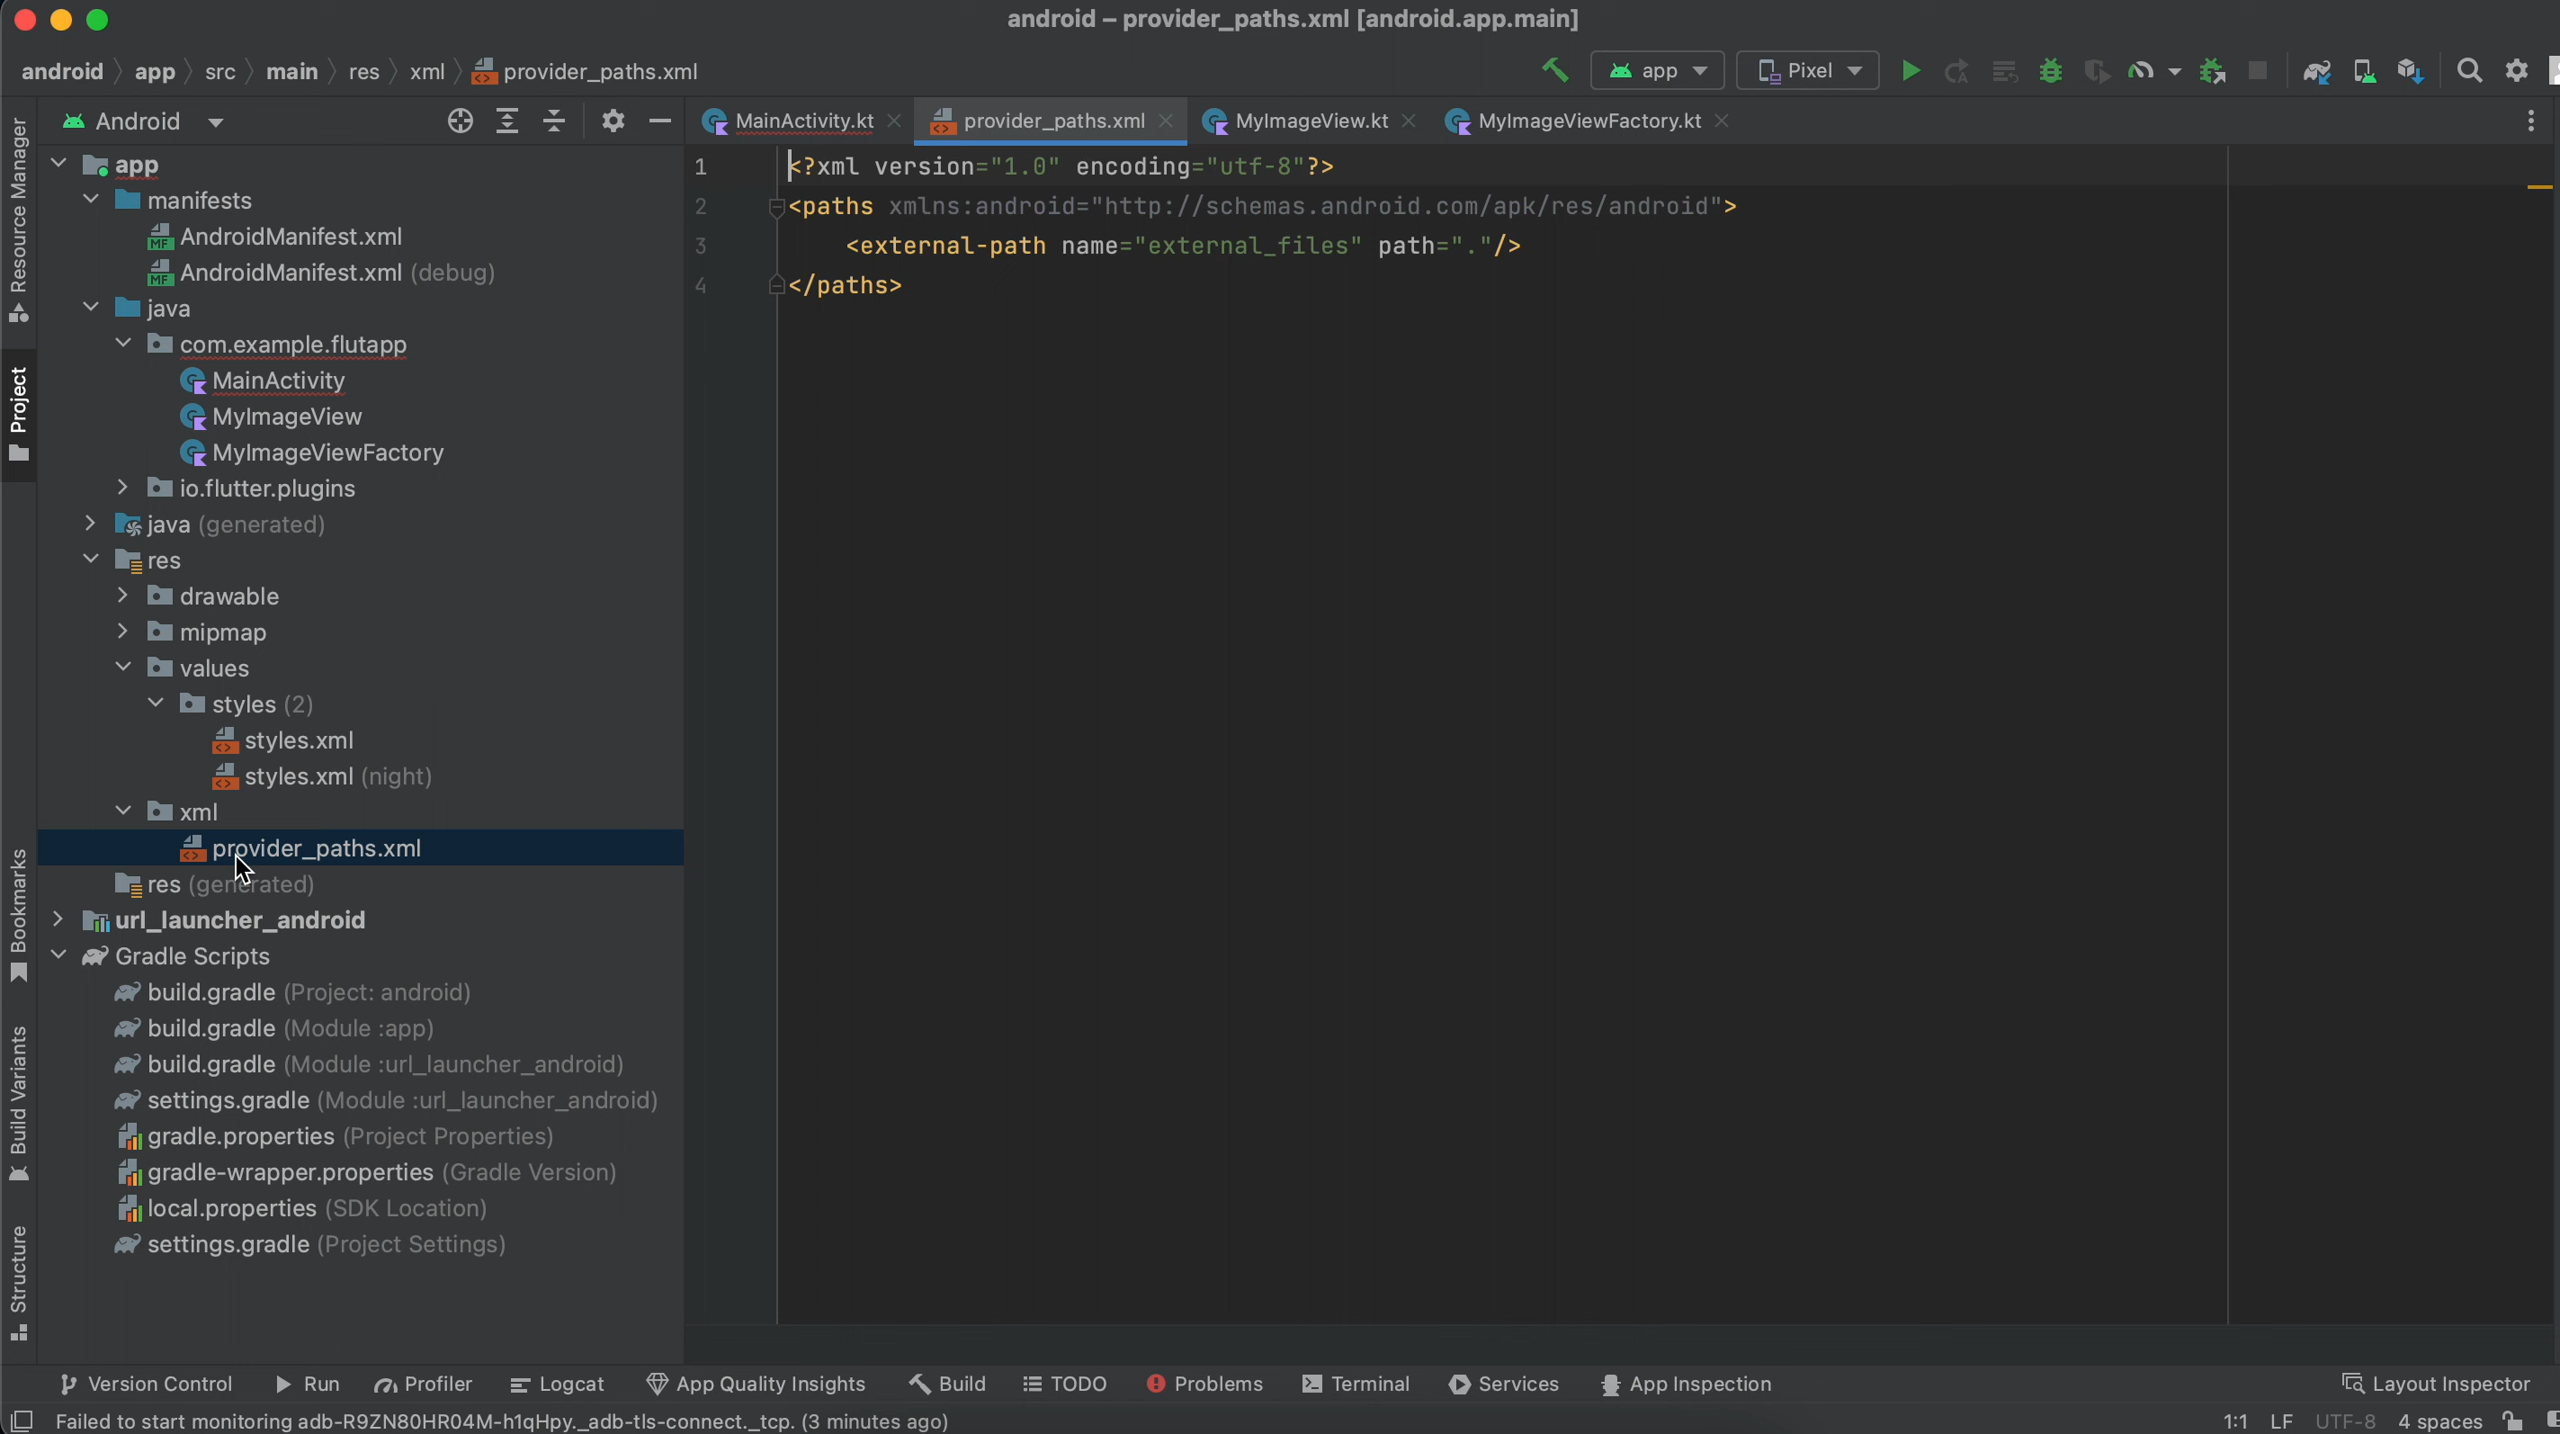 android – provider_paths.xml [android.app.main]
android app src main res xml provider_paths.xml
app Pixel
Android
MainActivity.kt provider_paths.xml MyImageView.kt MyImageViewFactory.kt
Resource Manager
Project
Bookmarks
Build Variants
Structure
app
manifests
AndroidManifest.xml
AndroidManifest.xml (debug)
java
com.example.flutapp
MainActivity
MyImageView
MyImageViewFactory
io.flutter.plugins
java (generated)
res
drawable
mipmap
values
styles (2)
styles.xml
styles.xml (night)
xml
provider_paths.xml
res (generated)
url_launcher_android
Gradle Scripts
build.gradle (Project: android)
build.gradle (Module :app)
build.gradle (Module :url_launcher_android)
settings.gradle (Module :url_launcher_android)
gradle.properties (Project Properties)
gradle-wrapper.properties (Gradle Version)
local.properties (SDK Location)
settings.gradle (Project Settings)
1 <?xml version="1.0" encoding="utf-8"?>
2 <paths xmlns:android="http://schemas.android.com/apk/res/android">
3 <external-path name="external_files" path="."/>
4 </paths>
Version Control Run Profiler Logcat App Quality Insights Build TODO Problems Terminal Services App Inspection Layout Inspector
Failed to start monitoring adb-R9ZN80HR04M-h1qHpy._adb-tls-connect._tcp. (3 minutes ago) 1:1 LF UTF-8 4 spaces